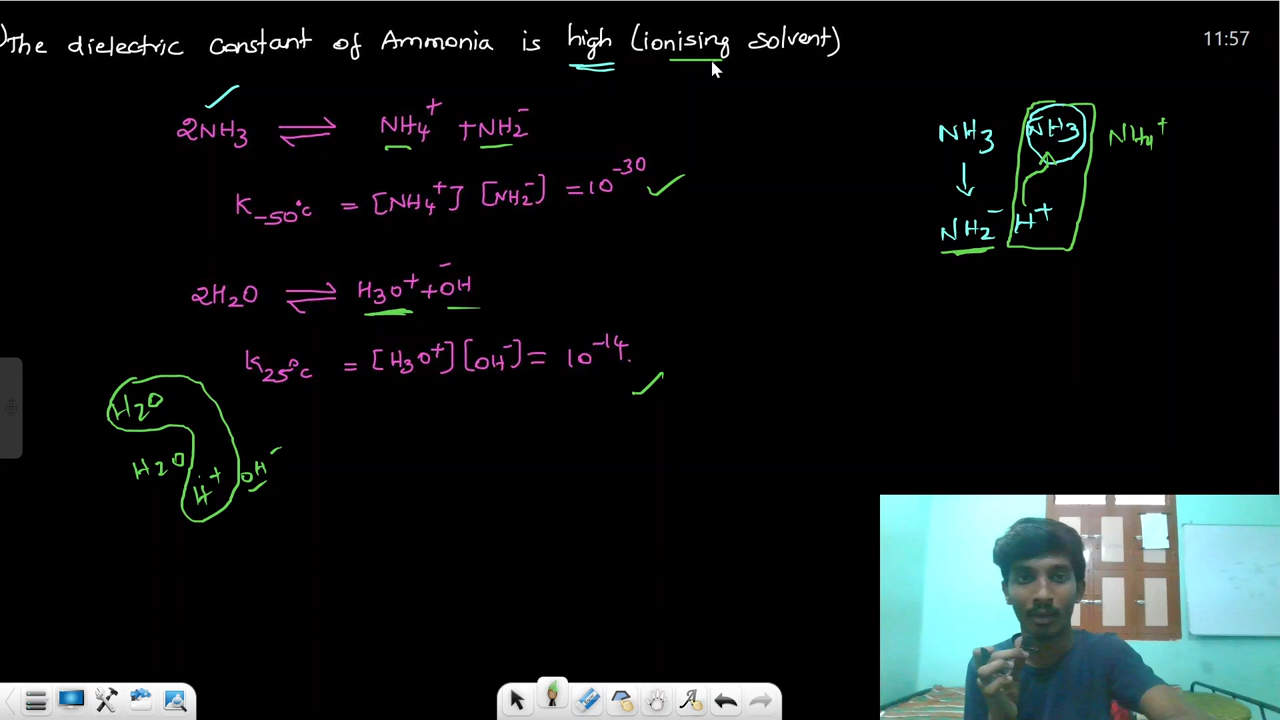 )The dielectric constant of Ammonia is high (ionising solvent)
11:57
2NH3 ⇌ NH4+ + NH2-
K-50°c = [NH4+] [NH2-] = 10-30
2H2O ⇌ H3O+ + OH-
K25°c = [H3O+][OH-] = 10-14.
NH3 NH3 NH4+
NH2- H+
H2O
H2O H+ OH-